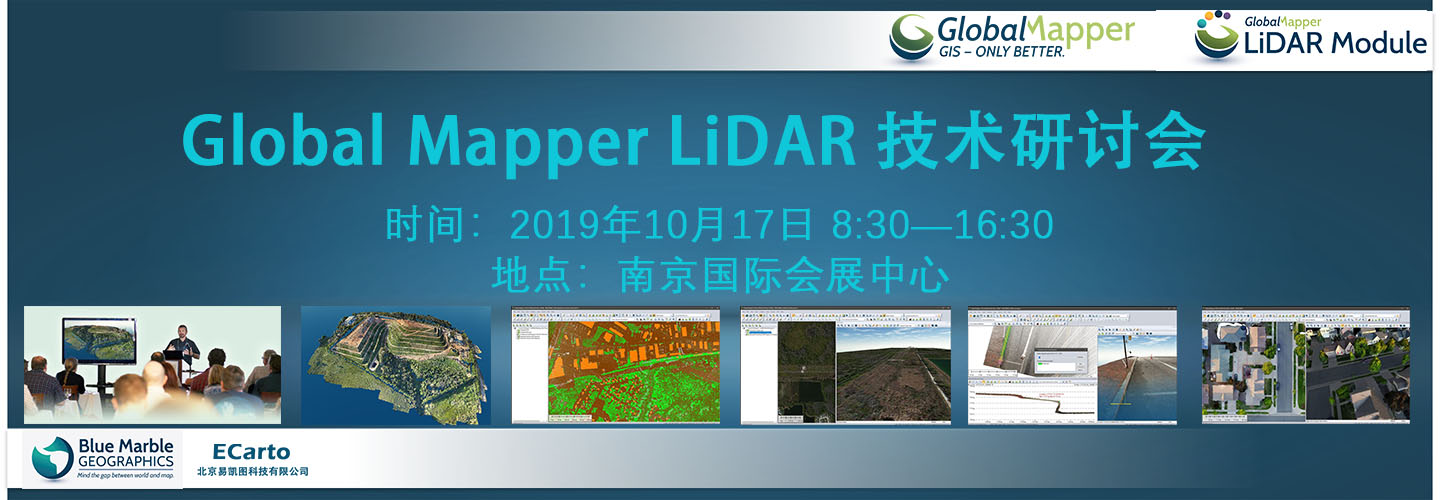 GlobalMapper
GIS – ONLY BETTER.
GlobalMapper
LiDAR Module
Global Mapper LiDAR 技术研讨会
时间：2019年10月17日 8:30—16:30
地点：南京国际会展中心
Blue Marble
GEOGRAPHICS
Mind the gap between world and map.
ECarto
北京易凯图科技有限公司